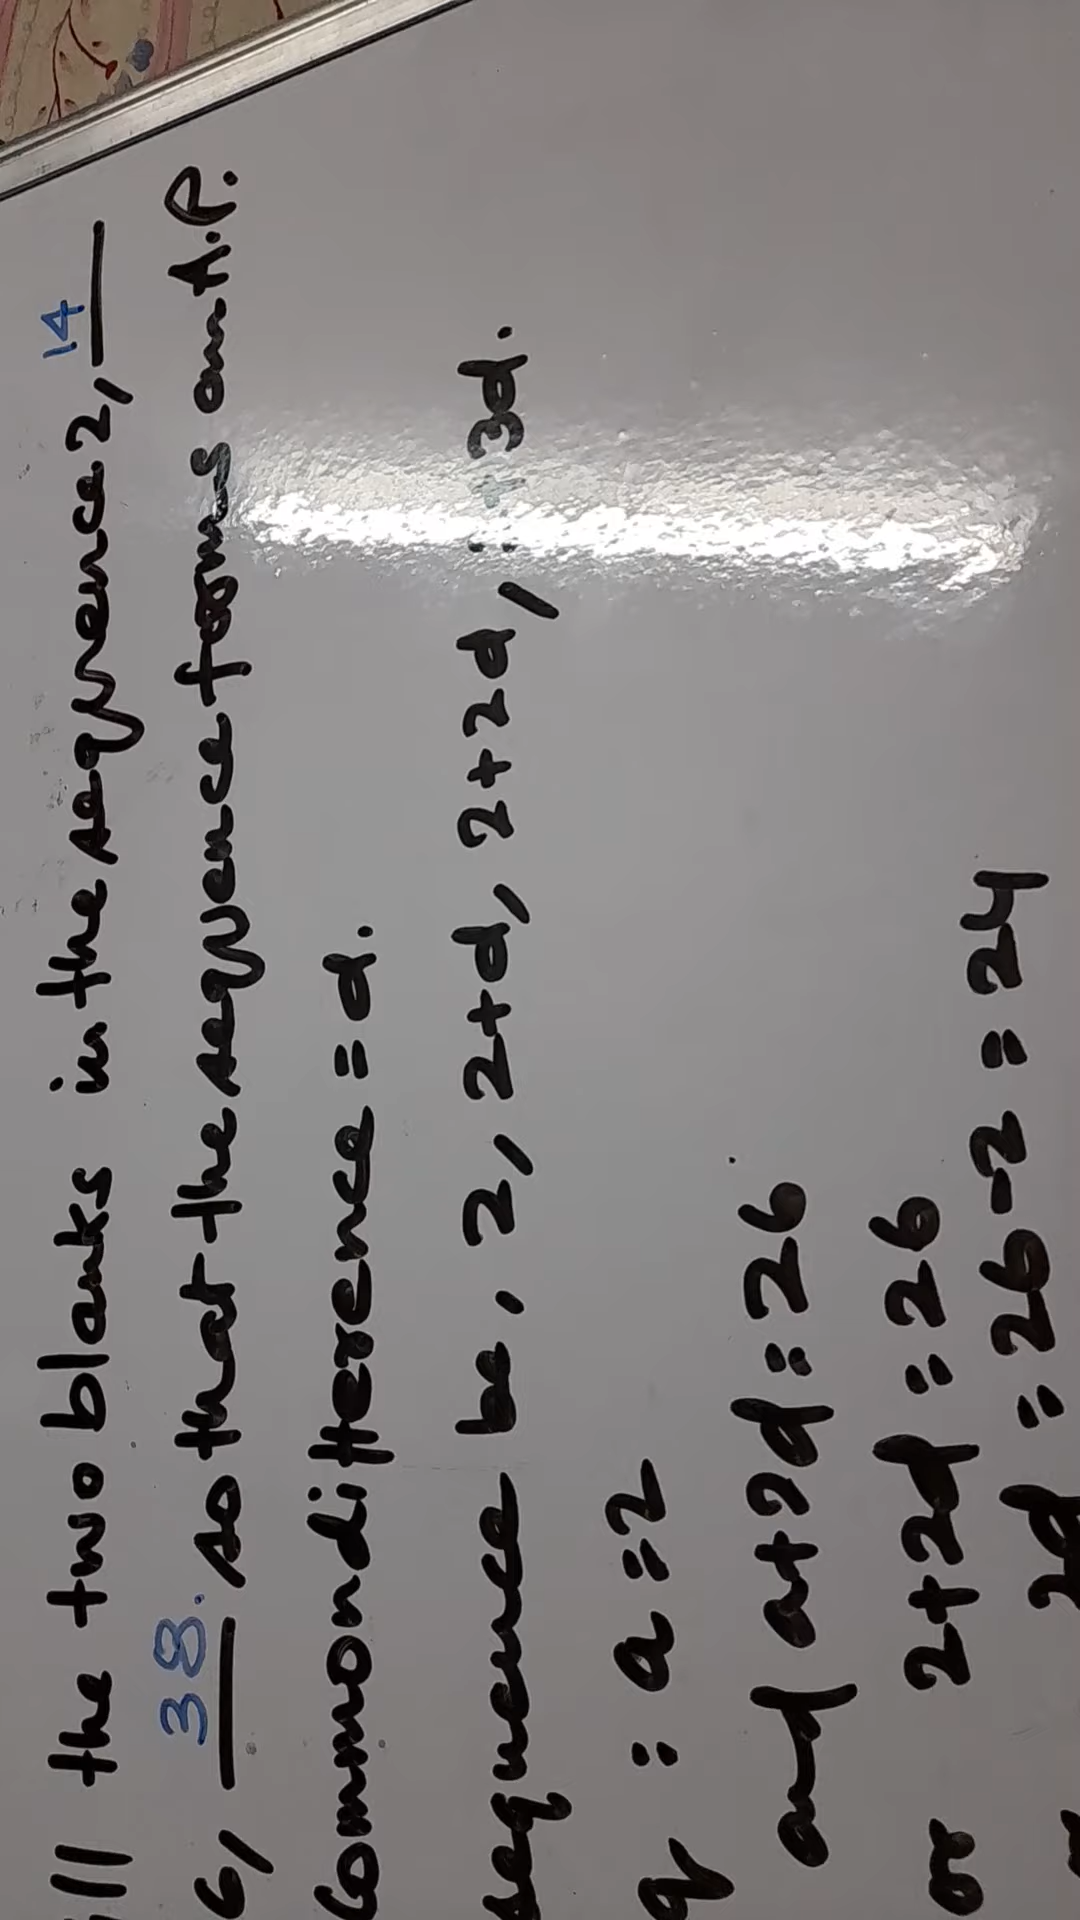 ill the two blanks in the sequence 2, 14
6, 38. so that the sequence forms an A.P.
Common difference = d.
sequence be, 2, 2+d, 2+2d, 2+3d.
: a = 2
and a+2d = 26
or 2+2d = 26
2d = 26-2 = 24